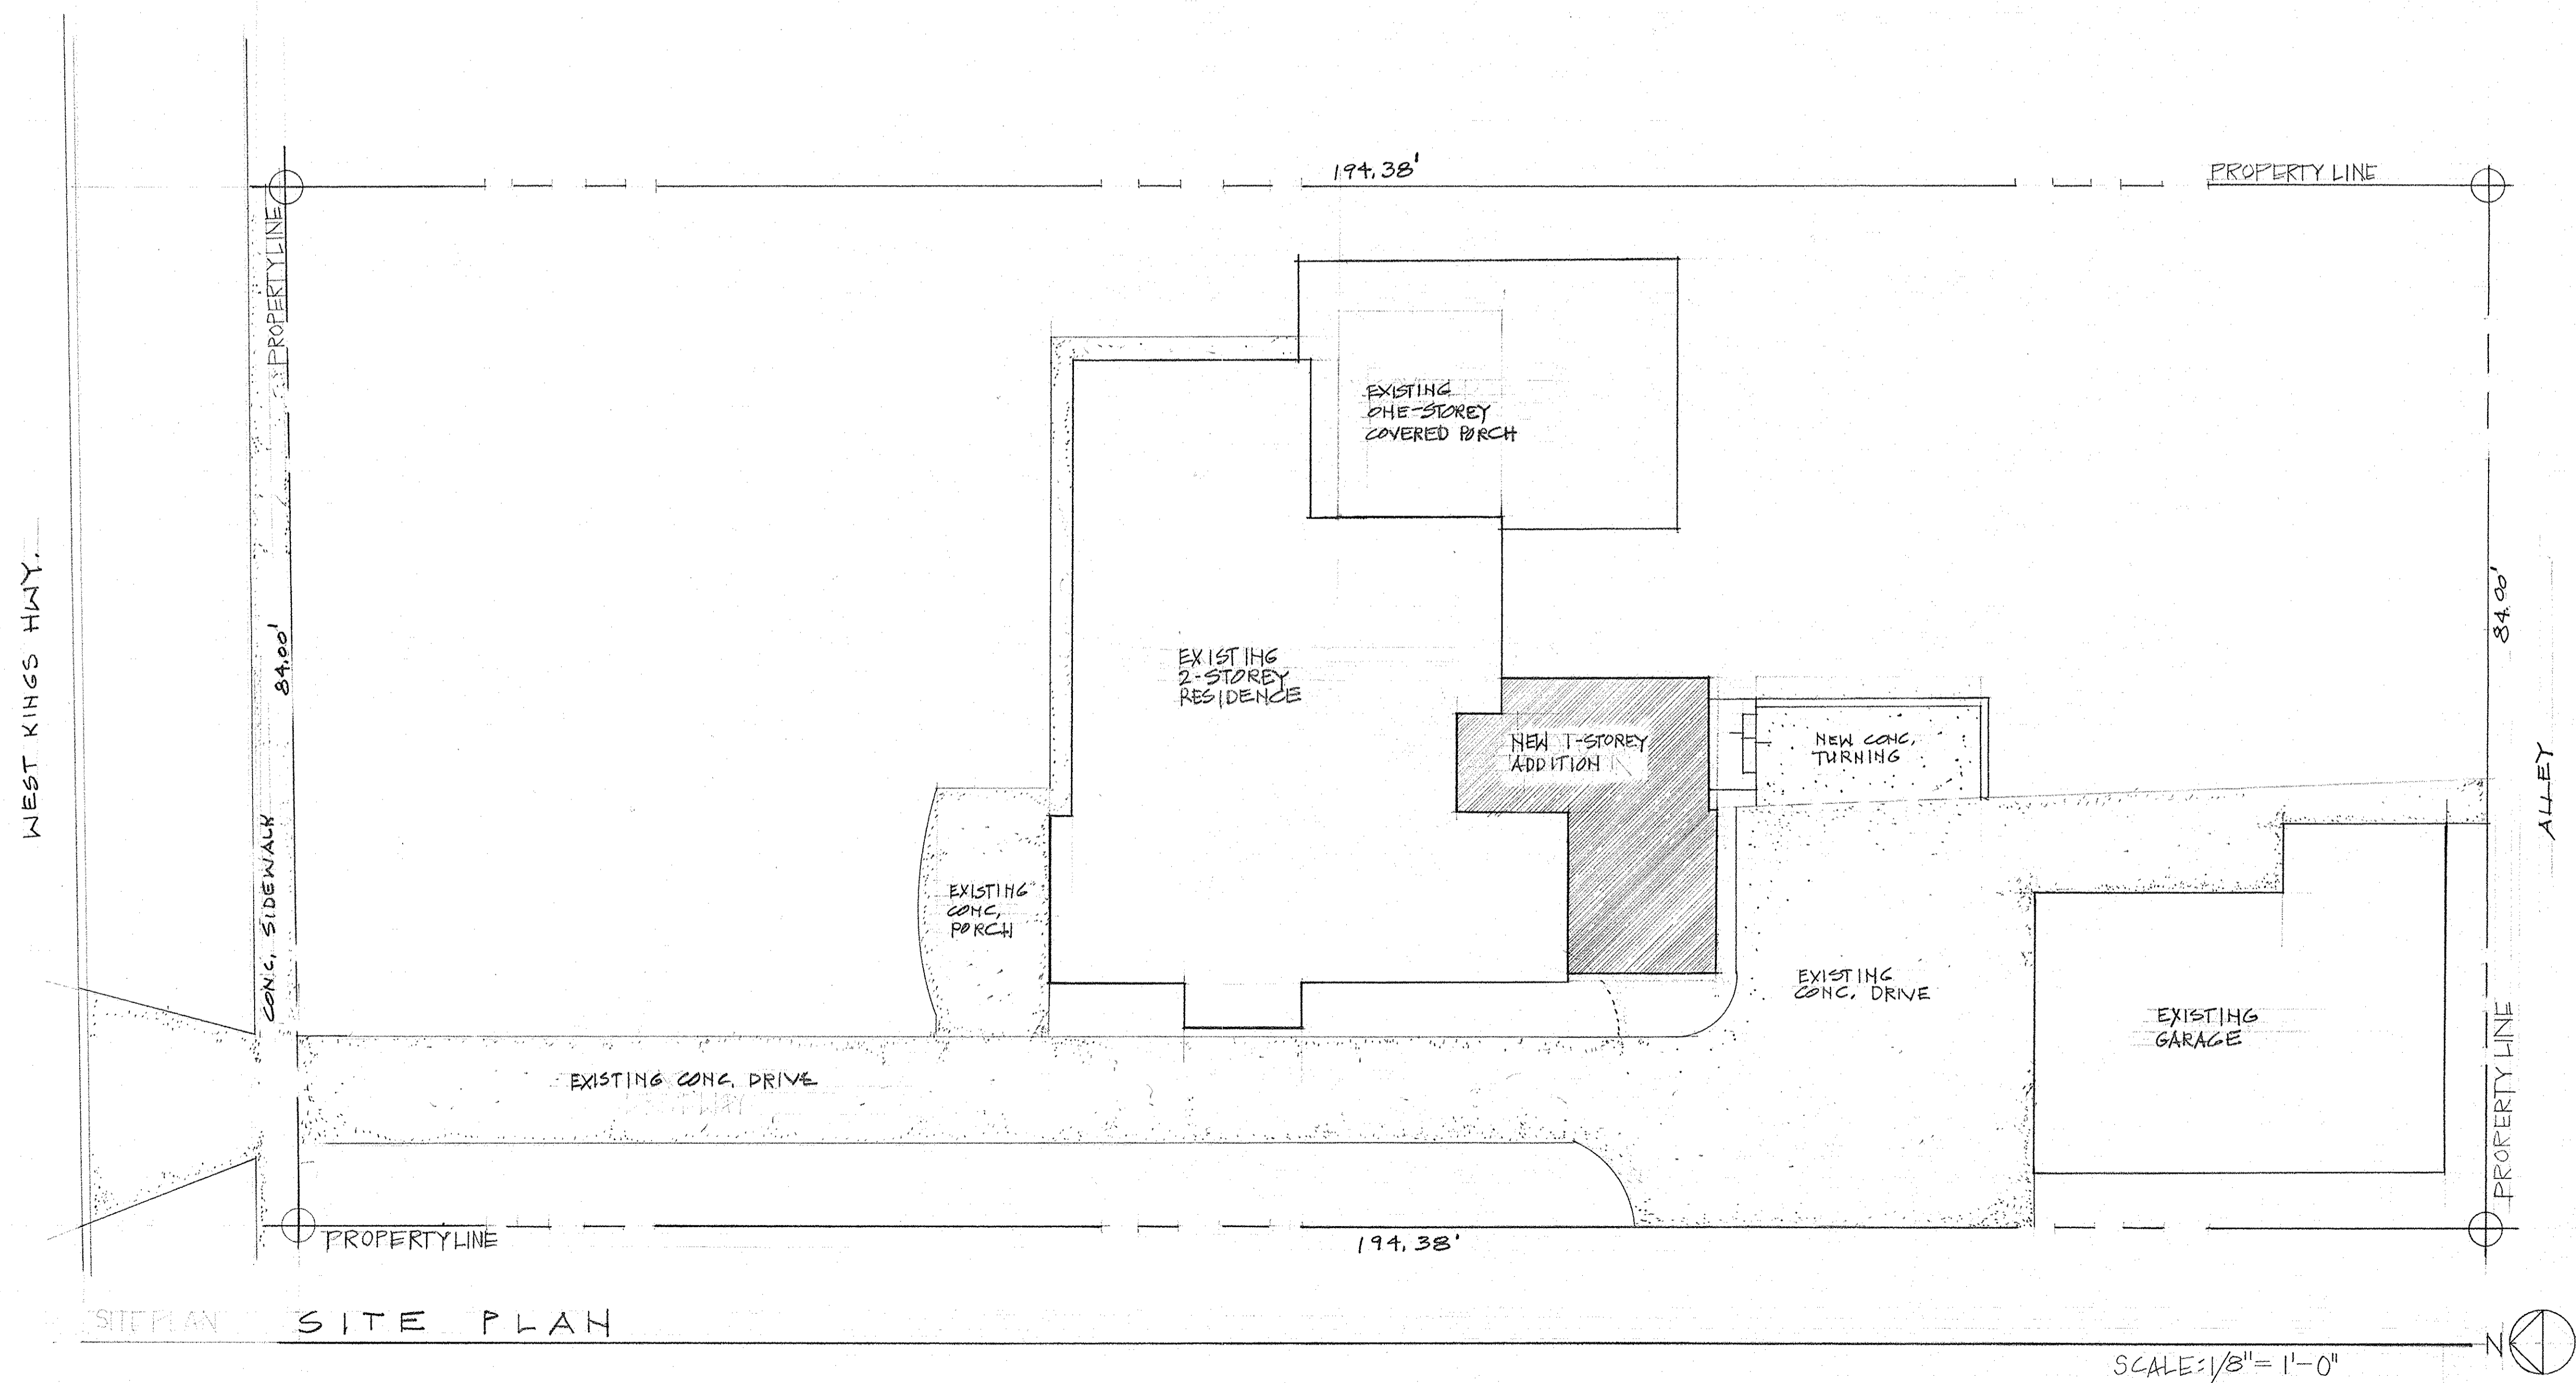 194.38'
PROPERTY LINE
PROPERTY LINE
EXISTING
ONE-STOREY
COVERED PORCH
WEST KINGS HWY.
84.00'
84.00'
EXISTING
2-STOREY
RESIDENCE
NEW 1-STOREY
ADDITION
NEW CONC.
TURNING
ALLEY
CONC. SIDEWALK
EXISTING
CONC.
PORCH
EXISTING
CONC. DRIVE
EXISTING
GARAGE
EXISTING CONC. DRIVE
PROPERTY LINE
PROPERTY LINE
194.38'
SITE PLAN
SITE PLAN
N
SCALE: 1/8" = 1'-0"